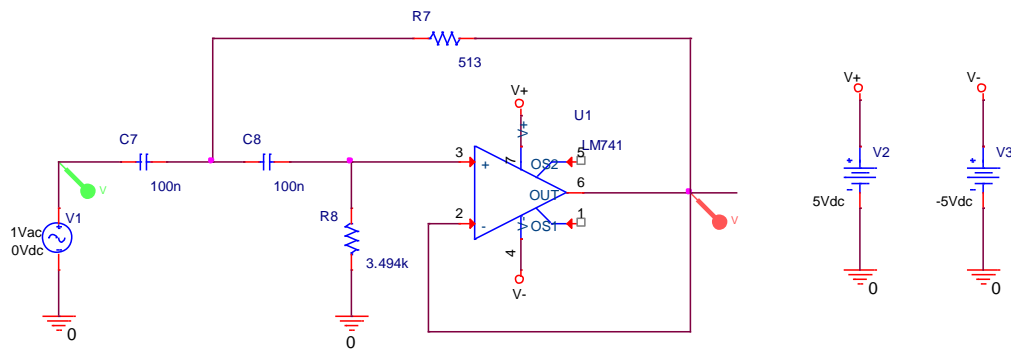 R7
513
V+
U1
V+
7
5
OS2
LM741
C7
C8
100n
100n
3
+
6
OUT
2
-
1
OS1
V-
4
V-
R8
3.494k
0
V
V1
1Vac
0Vdc
0
V
V+
V2
5Vdc
0
V-
V3
-5Vdc
0